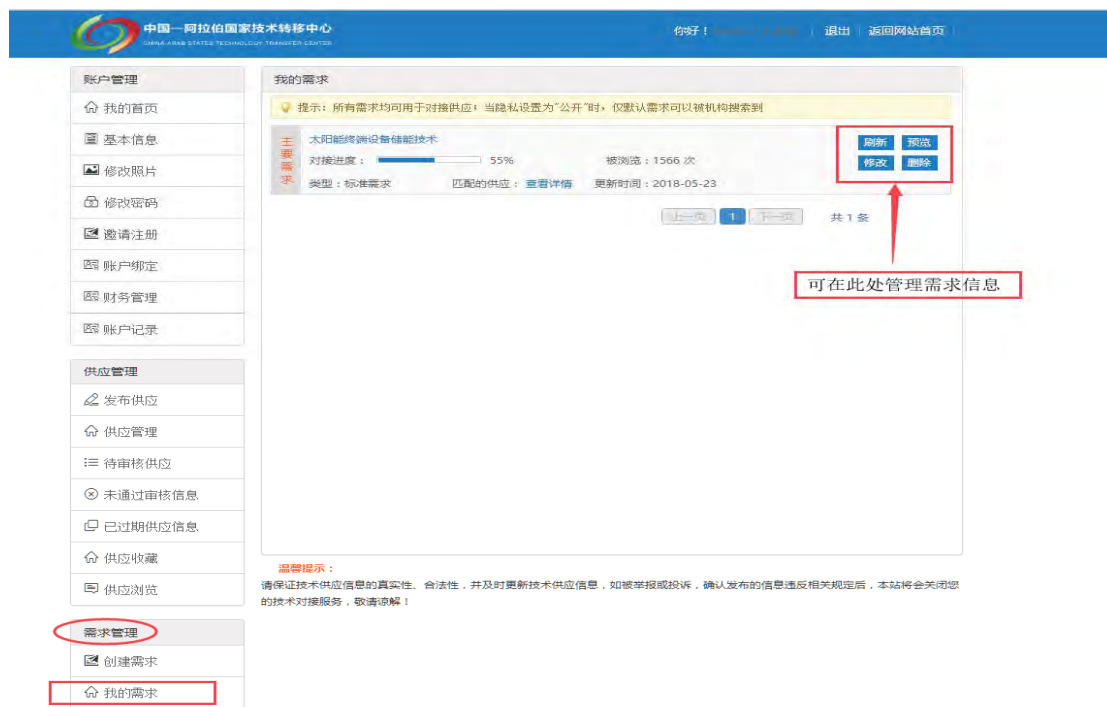 中国—阿拉伯国家技术转移中心
CHINA-ARAB STATES TECHNOLOGY TRANSFER CENTER
你好！
退出
返回网站首页
账户管理
我的首页
基本信息
修改照片
修改密码
邀请注册
账户绑定
财务管理
账户记录
供应管理
发布供应
供应管理
待审核供应
未通过审核信息
已过期供应信息
供应收藏
供应浏览
需求管理
创建需求
我的需求
我的需求
提示：所有需求均可用于对接供应；当隐私设置为"公开"时，仅默认需求可以被机构搜索到
主要需求
太阳能终端设备储能技术
对接进度： 55% 被浏览：1566 次
类型：标准需求 匹配的供应： 查看详情 更新时间：2018-05-23
刷新 预览
修改 删除
上一页 1 下一页 共 1 条
可在此处管理需求信息
温馨提示：
请保证技术供应信息的真实性、合法性，并及时更新技术供应信息，如被举报或投诉，确认发布的信息违反相关规定后，本站将会关闭您
的技术对接服务，敬请谅解！